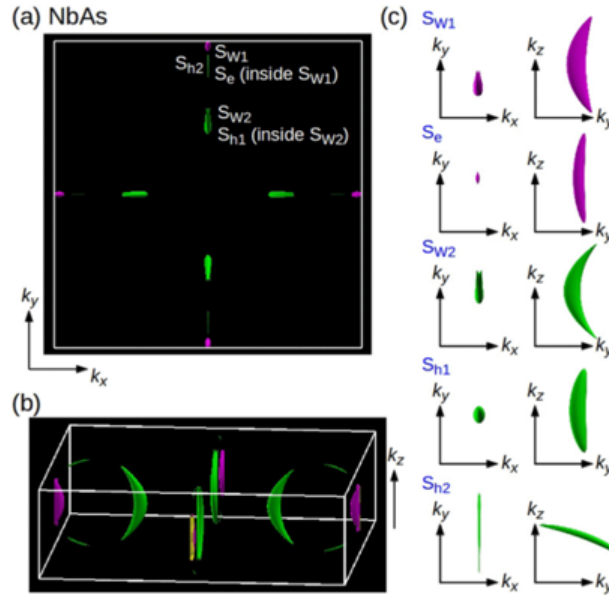 (a) NbAs
S_W1
S_h2 S_e (inside S_W1)
S_W2
S_h1 (inside S_W2)
k_y
k_x
(b)
k_z
(c)
S_W1
k_y k_z
k_x k_y
S_e
k_y k_z
k_x k_y
S_W2
k_y k_z
k_x k_y
S_h1
k_y k_z
k_x k_y
S_h2
k_y k_z
k_x k_y